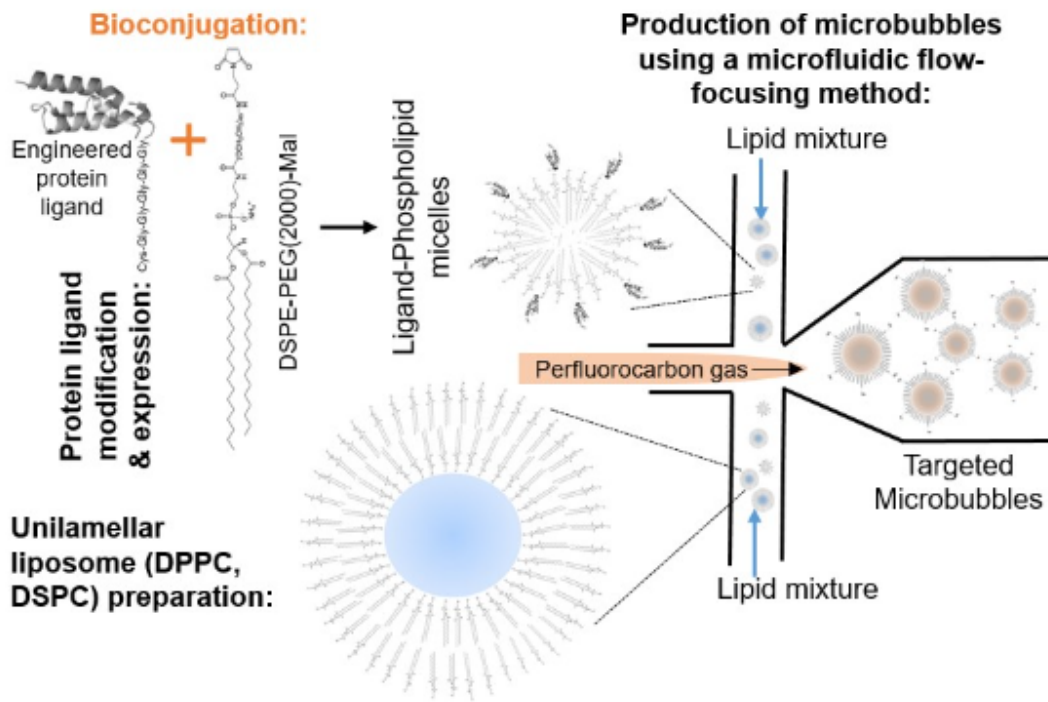 Bioconjugation:
Engineered
protein
ligand
Cys-Gly-Gly-Gly-Gly
Protein ligand
modification
& expression:
DSPE-PEG(2000)-Mal
Ligand-Phospholipid
micelles
Production of microbubbles
using a microfluidic flow-
focusing method:
Lipid mixture
Perfluorocarbon gas
Targeted
Microbubbles
Lipid mixture
Unilamellar
liposome (DPPC,
DSPC) preparation: